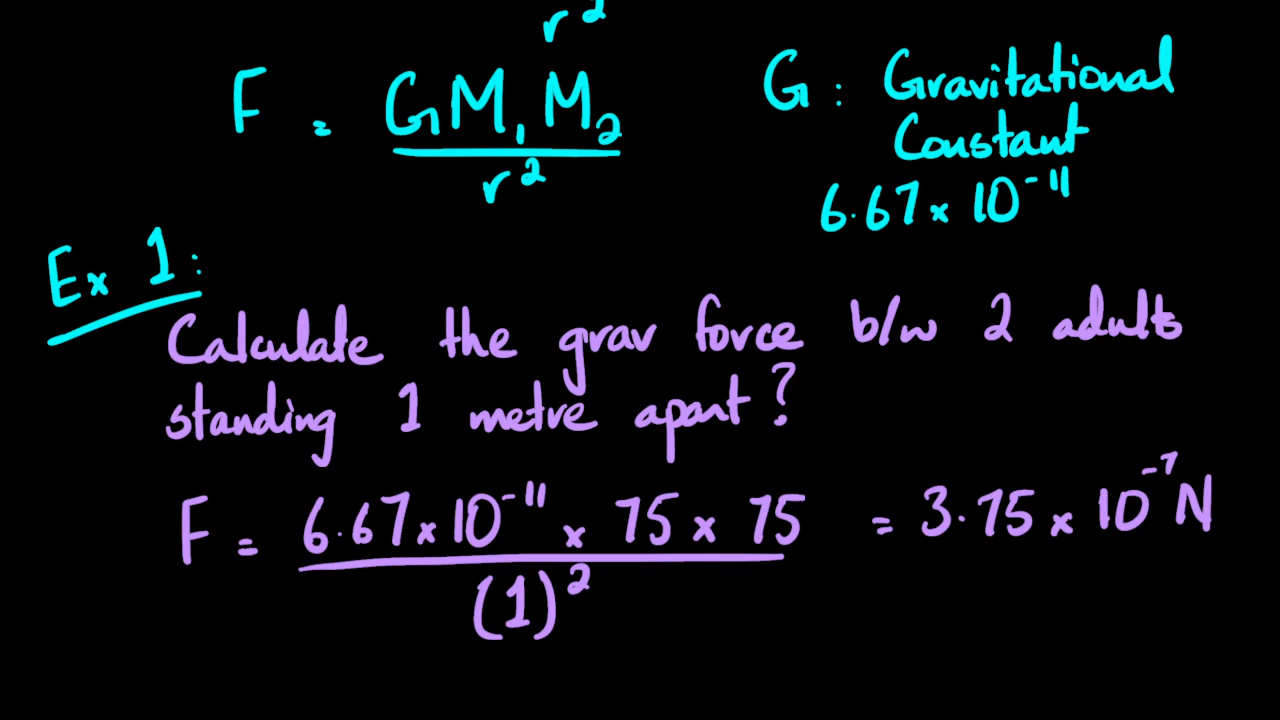 r²
F = GM₁M₂
r²
G: Gravitational
Constant
6.67 × 10⁻¹¹
Ex 1:
Calculate the grav force b/w 2 adults
standing 1 metre apart?
F = 6.67 × 10⁻¹¹ × 75 × 75 = 3.75 × 10⁻⁷ N
(1)²